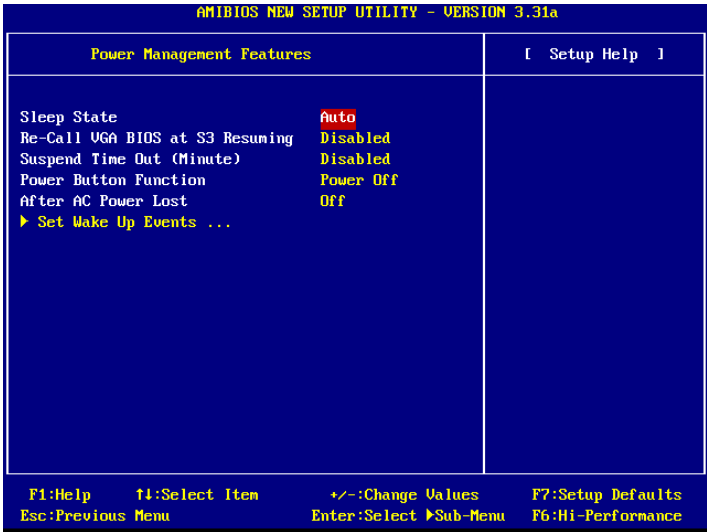 AMIBIOS NEW SETUP UTILITY - VERSION 3.31a
Power Management Features
[ Setup Help ]
Sleep State Auto
Re-Call VGA BIOS at S3 Resuming Disabled
Suspend Time Out (Minute) Disabled
Power Button Function Power Off
After AC Power Lost Off
▶ Set Wake Up Events ...
F1:Help ↑↓:Select Item +/-:Change Values F7:Setup Defaults
Esc:Previous Menu Enter:Select ▶Sub-Menu F6:Hi-Performance